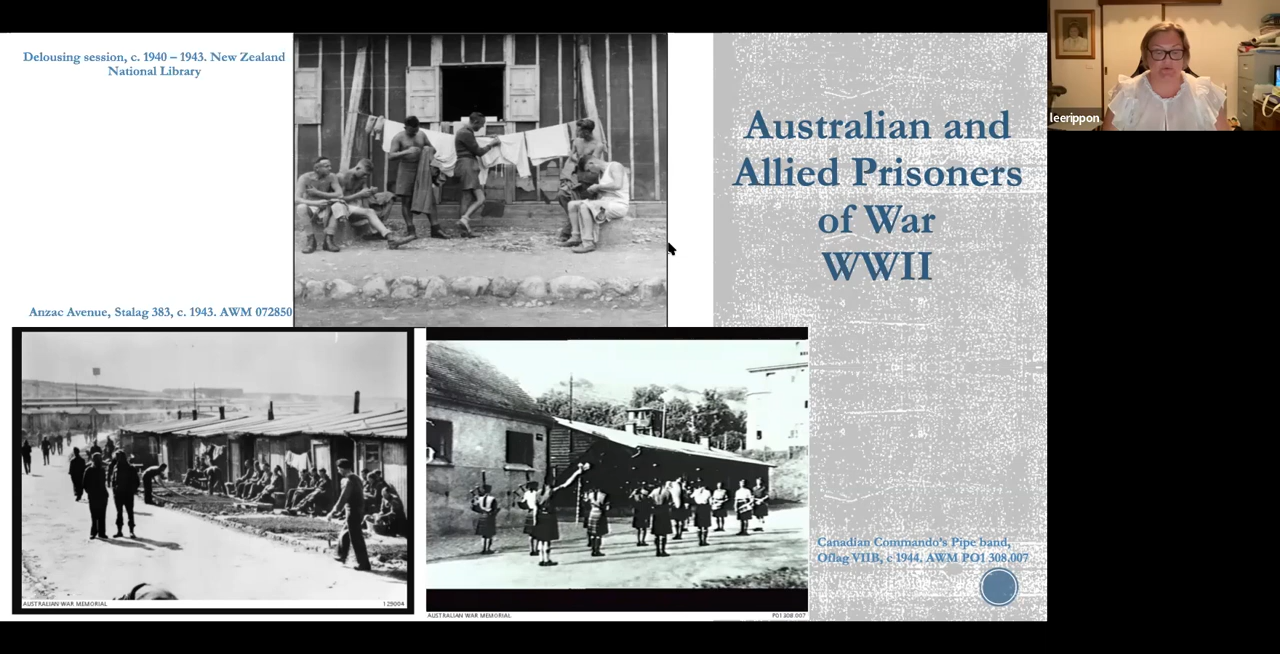 Delousing session, c. 1940 – 1943. New Zealand
National Library
Australian and
Allied Prisoners
of War
WWII
leerippon
Anzac Avenue, Stalag 383, c. 1943. AWM 072850
Canadian Commando's Pipe band,
Oflag VIIB, c 1944. AWM PO1 308.007
AUSTRALIAN WAR MEMORIAL
129004
AUSTRALIAN WAR MEMORIAL
P01308 007